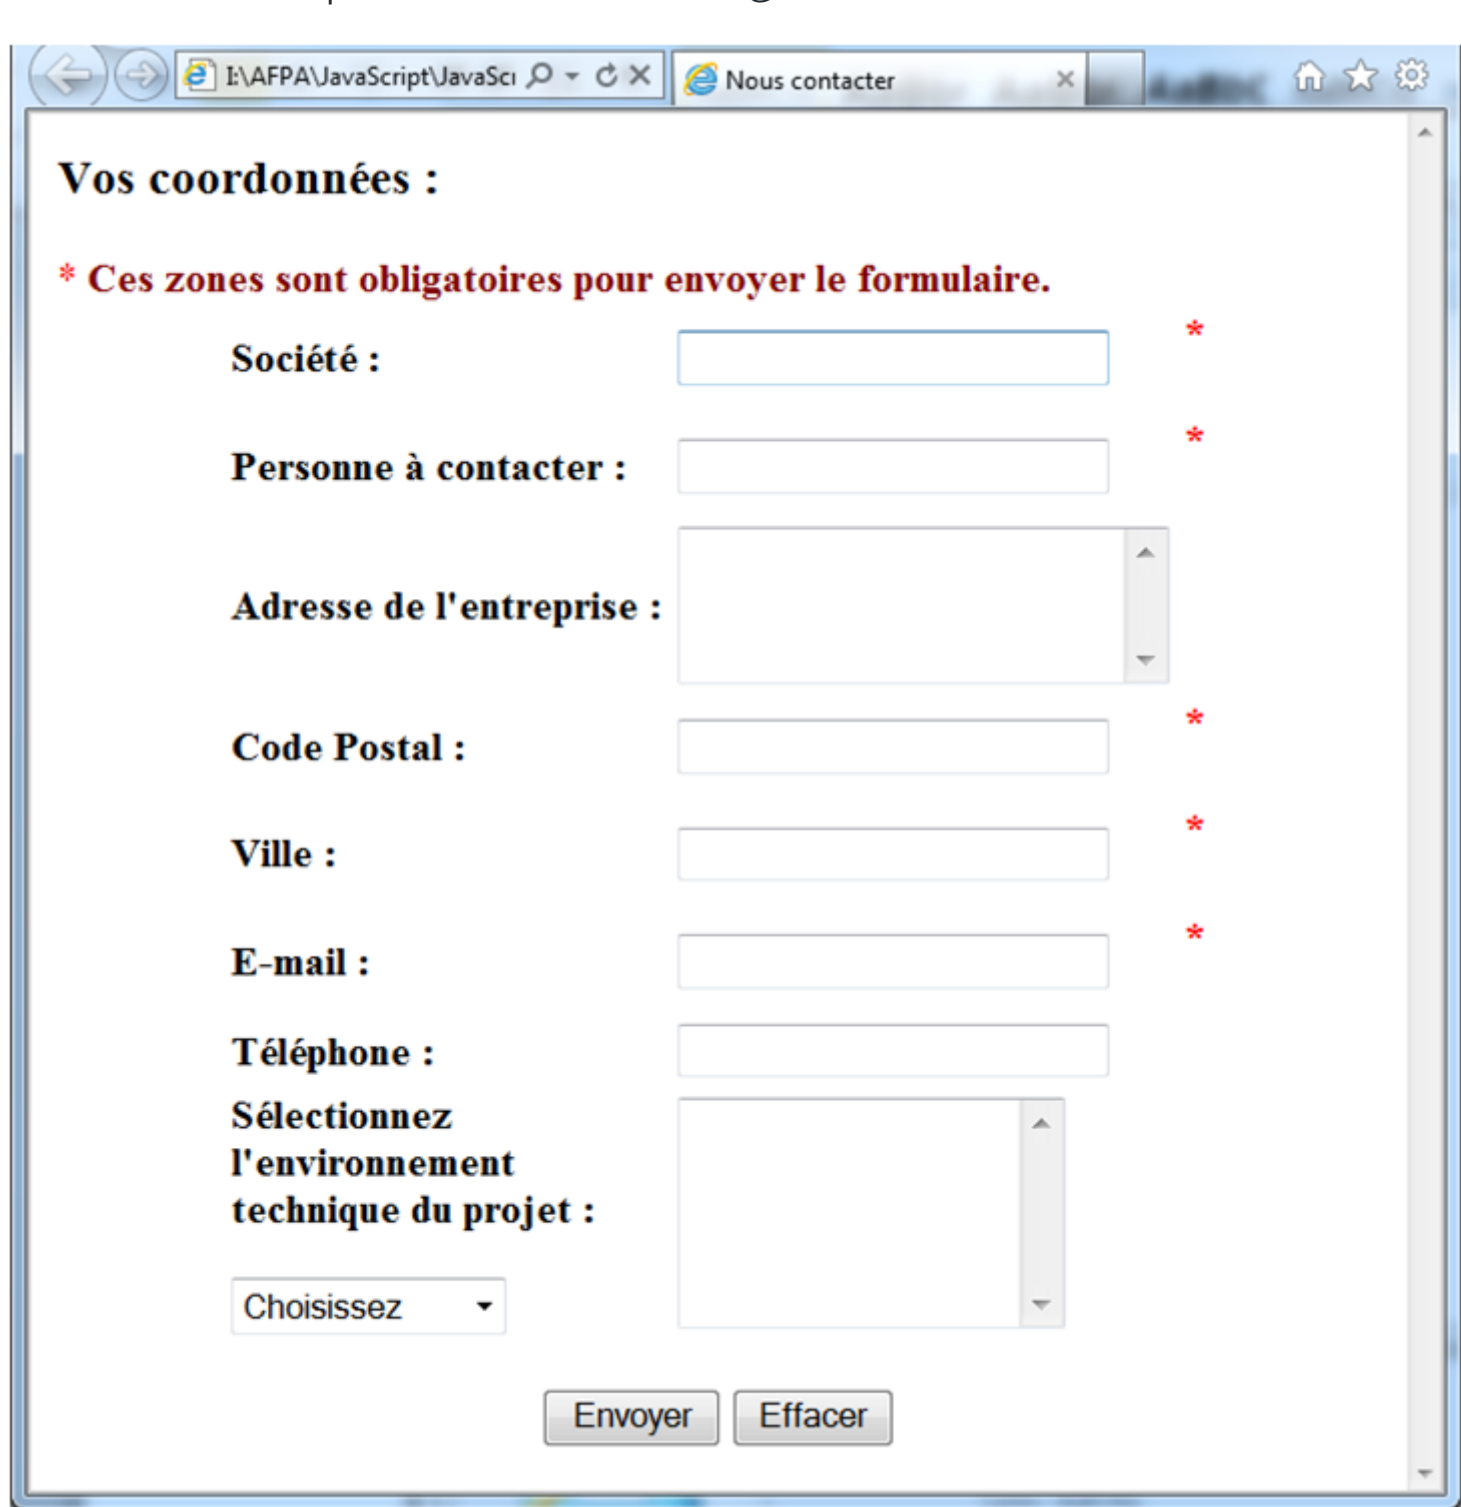 I:\AFPA\JavaScript\JavaScı
Nous contacter
Vos coordonnées :
* Ces zones sont obligatoires pour envoyer le formulaire.
Société : *
Personne à contacter : *
Adresse de l'entreprise :
Code Postal : *
Ville : *
E-mail : *
Téléphone :
Sélectionnez
l'environnement
technique du projet :
Choisissez
Envoyer Effacer